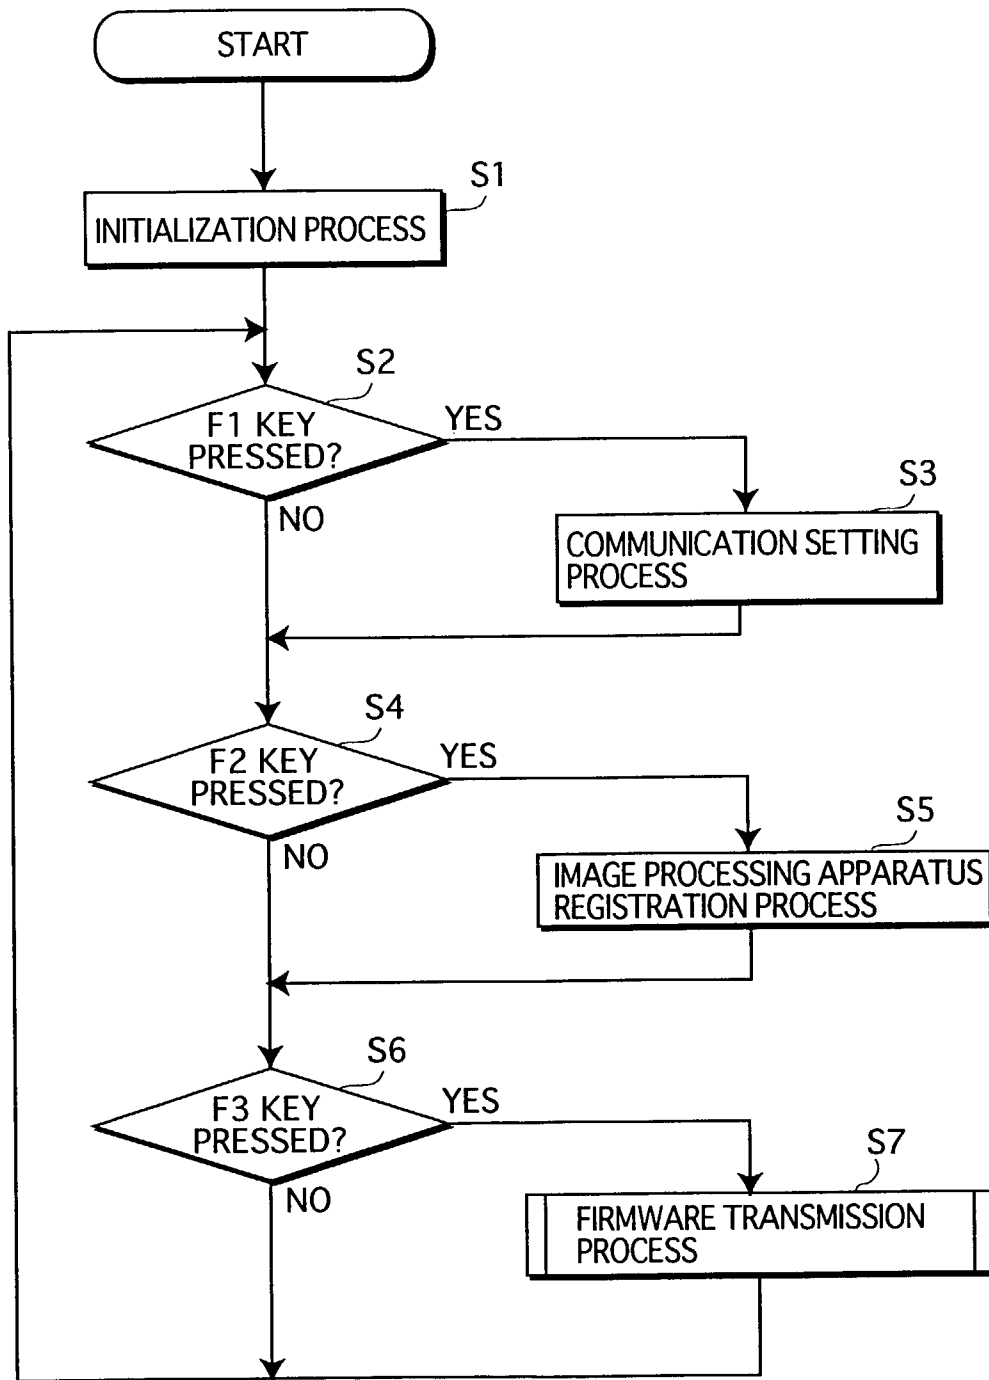 START
S1
INITIALIZATION PROCESS
S2
F1 KEY
PRESSED?
YES
NO
S3
COMMUNICATION SETTING
PROCESS
S4
F2 KEY
PRESSED?
YES
NO
S5
IMAGE PROCESSING APPARATUS
REGISTRATION PROCESS
S6
F3 KEY
PRESSED?
YES
NO
S7
FIRMWARE TRANSMISSION
PROCESS